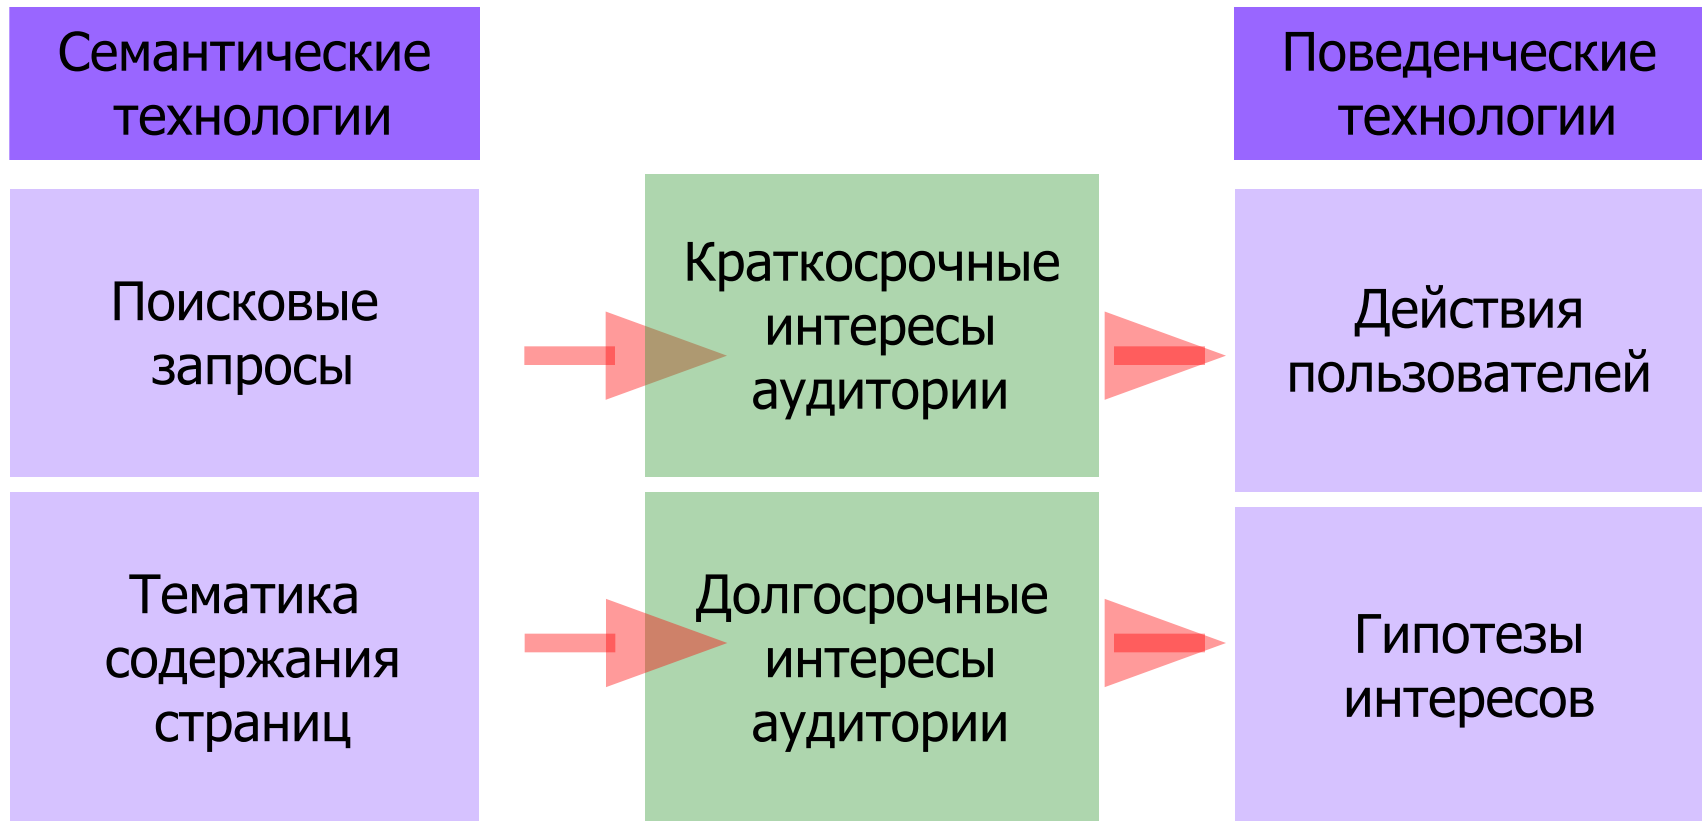 Семантические
технологии
Поведенческие
технологии
Поисковые
запросы
Краткосрочные
интересы
аудитории
Действия
пользователей
Тематика
содержания
страниц
Долгосрочные
интересы
аудитории
Гипотезы
интересов